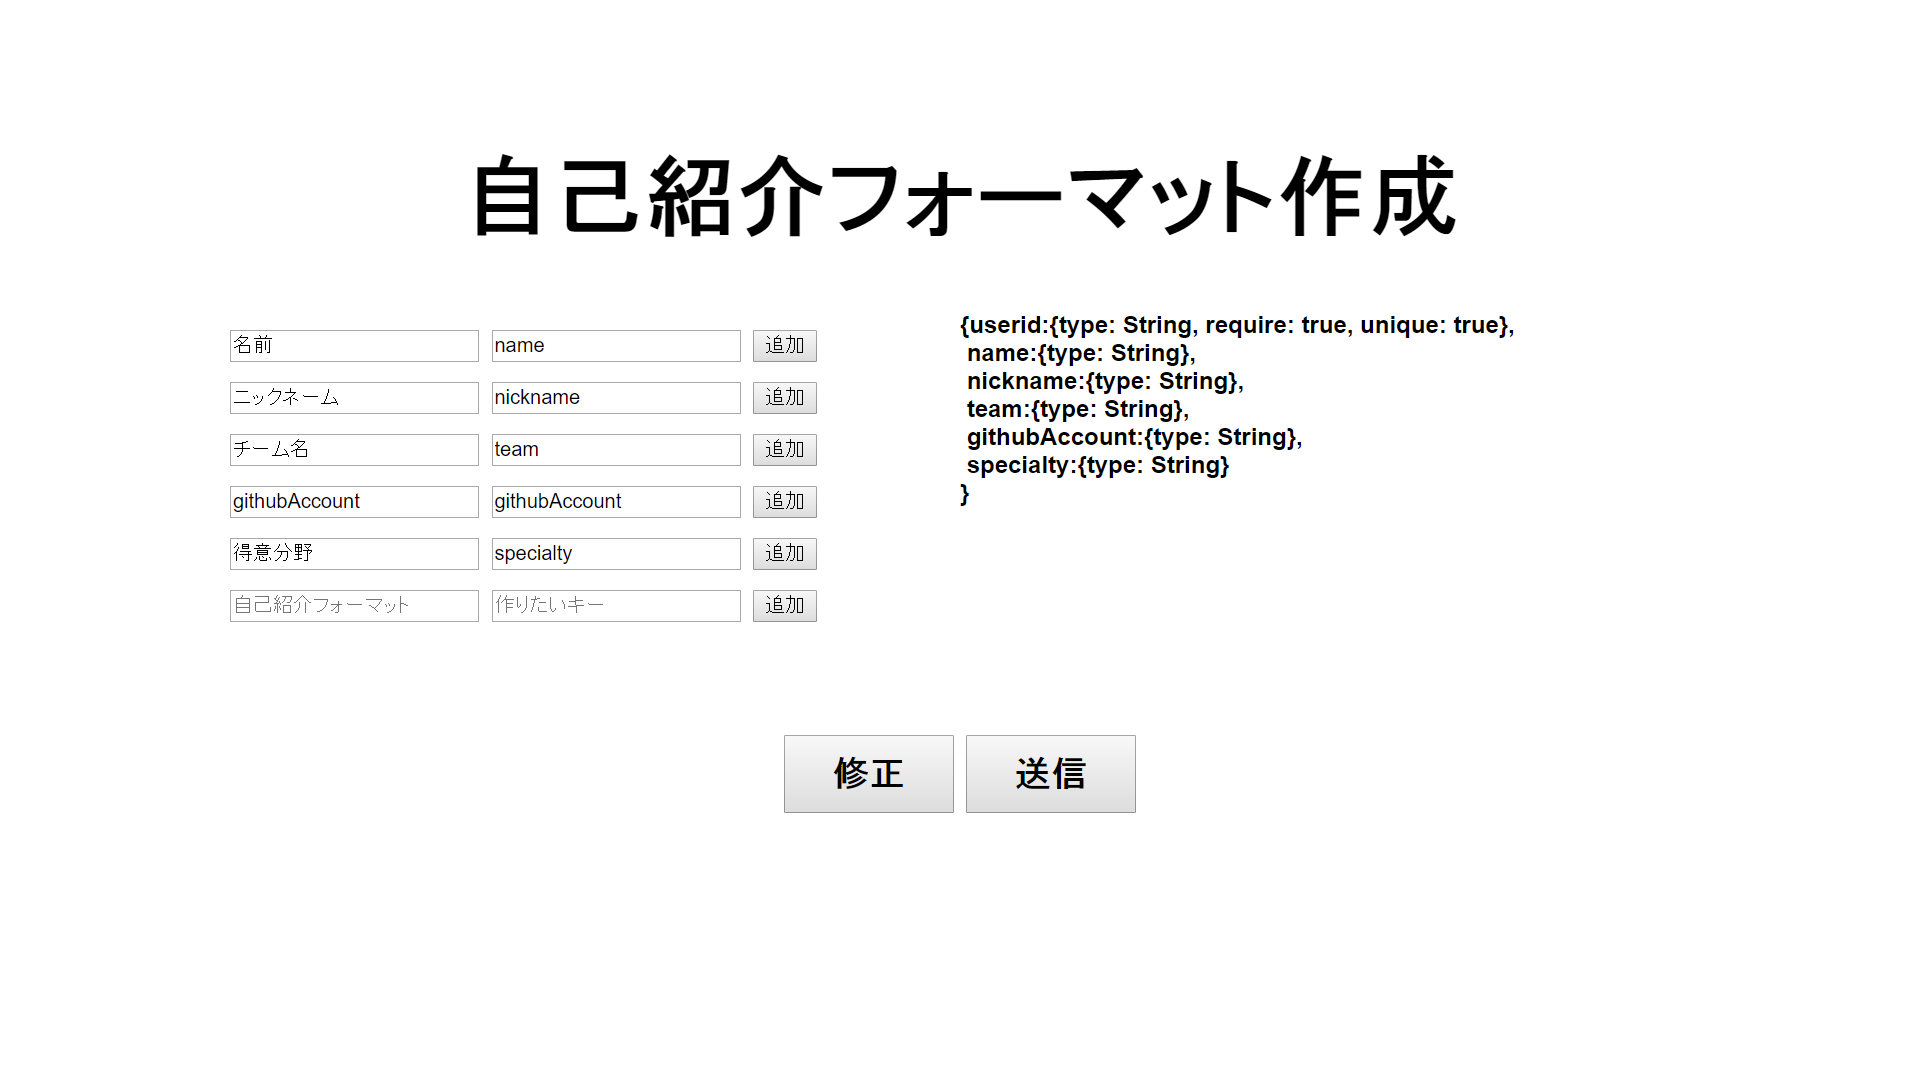 自己紹介フォーマット作成
名前 name 追加
ニックネーム nickname 追加
チーム名 team 追加
githubAccount githubAccount 追加
得意分野 specialty 追加
自己紹介フォーマット 作りたいキー 追加
{userid:{type: String, require: true, unique: true},
name:{type: String},
nickname:{type: String},
team:{type: String},
githubAccount:{type: String},
specialty:{type: String}
}
修正 送信